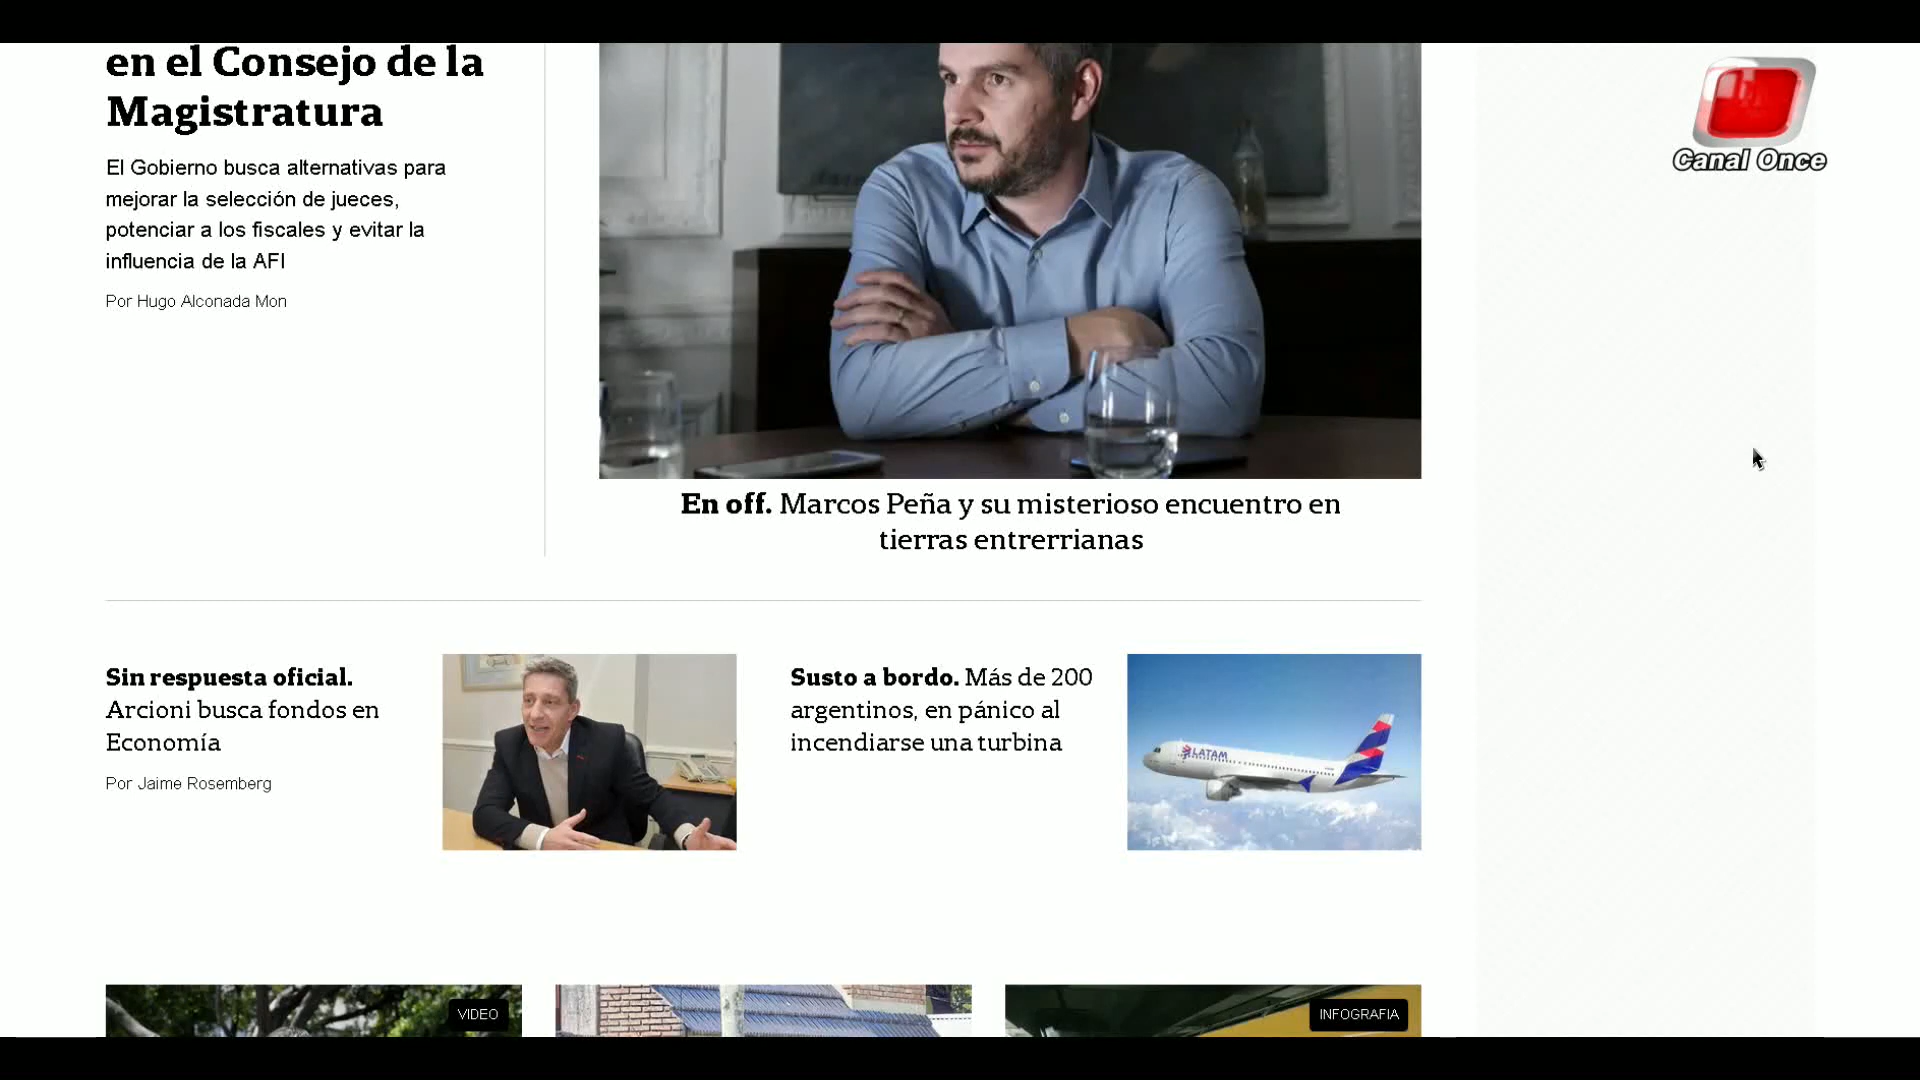 en el Consejo de la
Magistratura
El Gobierno busca alternativas para
mejorar la selección de jueces,
potenciar a los fiscales y evitar la
influencia de la AFI
Por Hugo Alconada Mon
Canal Once
En off. Marcos Peña y su misterioso encuentro en
tierras entrerrianas
Sin respuesta oficial.
Arcioni busca fondos en
Economía
Por Jaime Rosemberg
Susto a bordo. Más de 200
argentinos, en pánico al
incendiarse una turbina
LATAM
VIDEO
INFOGRAFIA